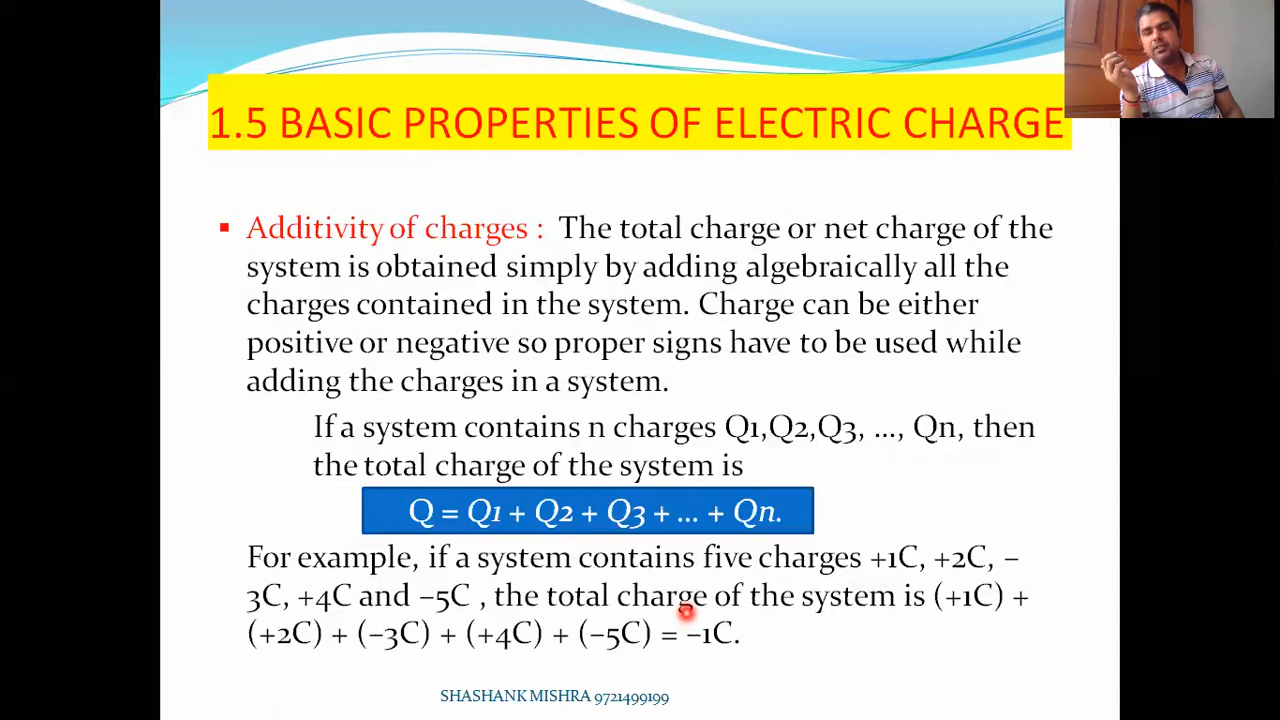 1.5 BASIC PROPERTIES OF ELECTRIC CHARGE
▪ Additivity of charges : The total charge or net charge of the
system is obtained simply by adding algebraically all the
charges contained in the system. Charge can be either
positive or negative so proper signs have to be used while
adding the charges in a system.
If a system contains n charges Q1,Q2,Q3, ..., Qn, then
the total charge of the system is
Q = Q1 + Q2 + Q3 + ... + Qn.
For example, if a system contains five charges +1C, +2C, –
3C, +4C and –5C , the total charge of the system is (+1C) +
(+2C) + (–3C) + (+4C) + (–5C) = –1C.
SHASHANK MISHRA 9721499199